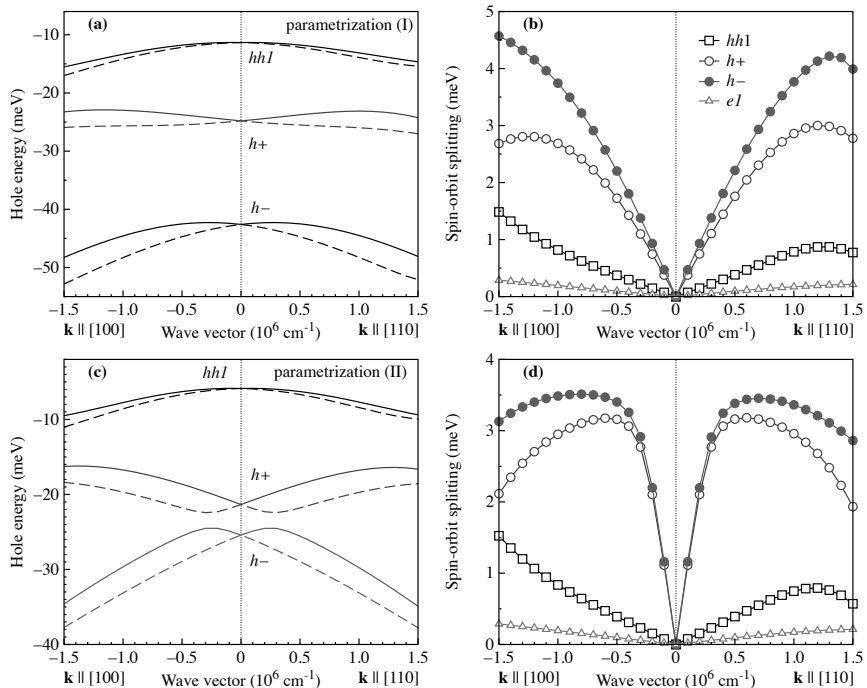 (a)
parametrization (I)
hh1
h+
h−
−10
−20
−30
−40
−50
Hole energy (meV)
−1.5
−1.0
−0.5
0
0.5
1.0
1.5
k || [100]
Wave vector (10⁶ cm⁻¹)
k || [110]
(b)
hh1
h+
h−
e1
5
4
3
2
1
0
Spin-orbit splitting (meV)
−1.5
−1.0
−0.5
0
0.5
1.0
1.5
k || [100]
Wave vector (10⁶ cm⁻¹)
k || [110]
(c)
hh1
parametrization (II)
h+
h−
−10
−20
−30
−40
Hole energy (meV)
−1.5
−1.0
−0.5
0
0.5
1.0
1.5
k || [100]
Wave vector (10⁶ cm⁻¹)
k || [110]
(d)
4
3
2
1
0
Spin-orbit splitting (meV)
−1.5
−1.0
−0.5
0
0.5
1.0
1.5
k || [100]
Wave vector (10⁶ cm⁻¹)
k || [110]